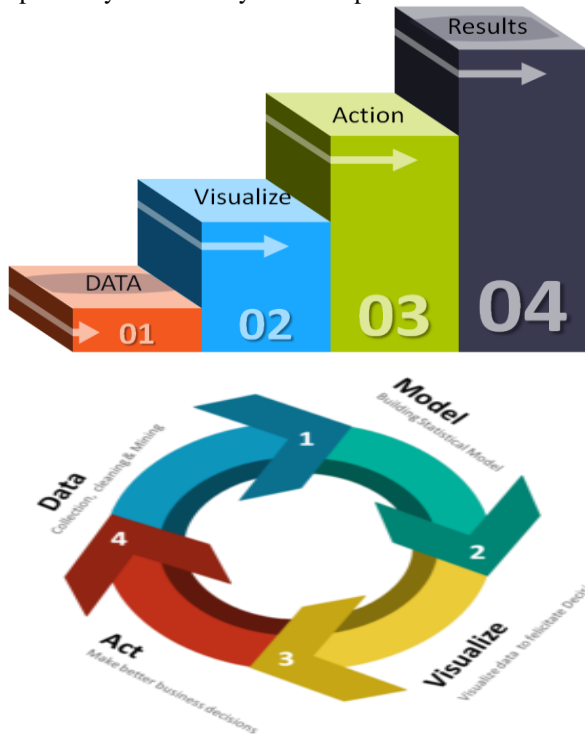 Results
Action
Visualize
DATA
01
02
03
04
1
Model
Building Statistical Model
2
Visualize
Visualize data to felicitate
3
Act
Make better business decisions
4
Data
Collection, cleaning & Mining